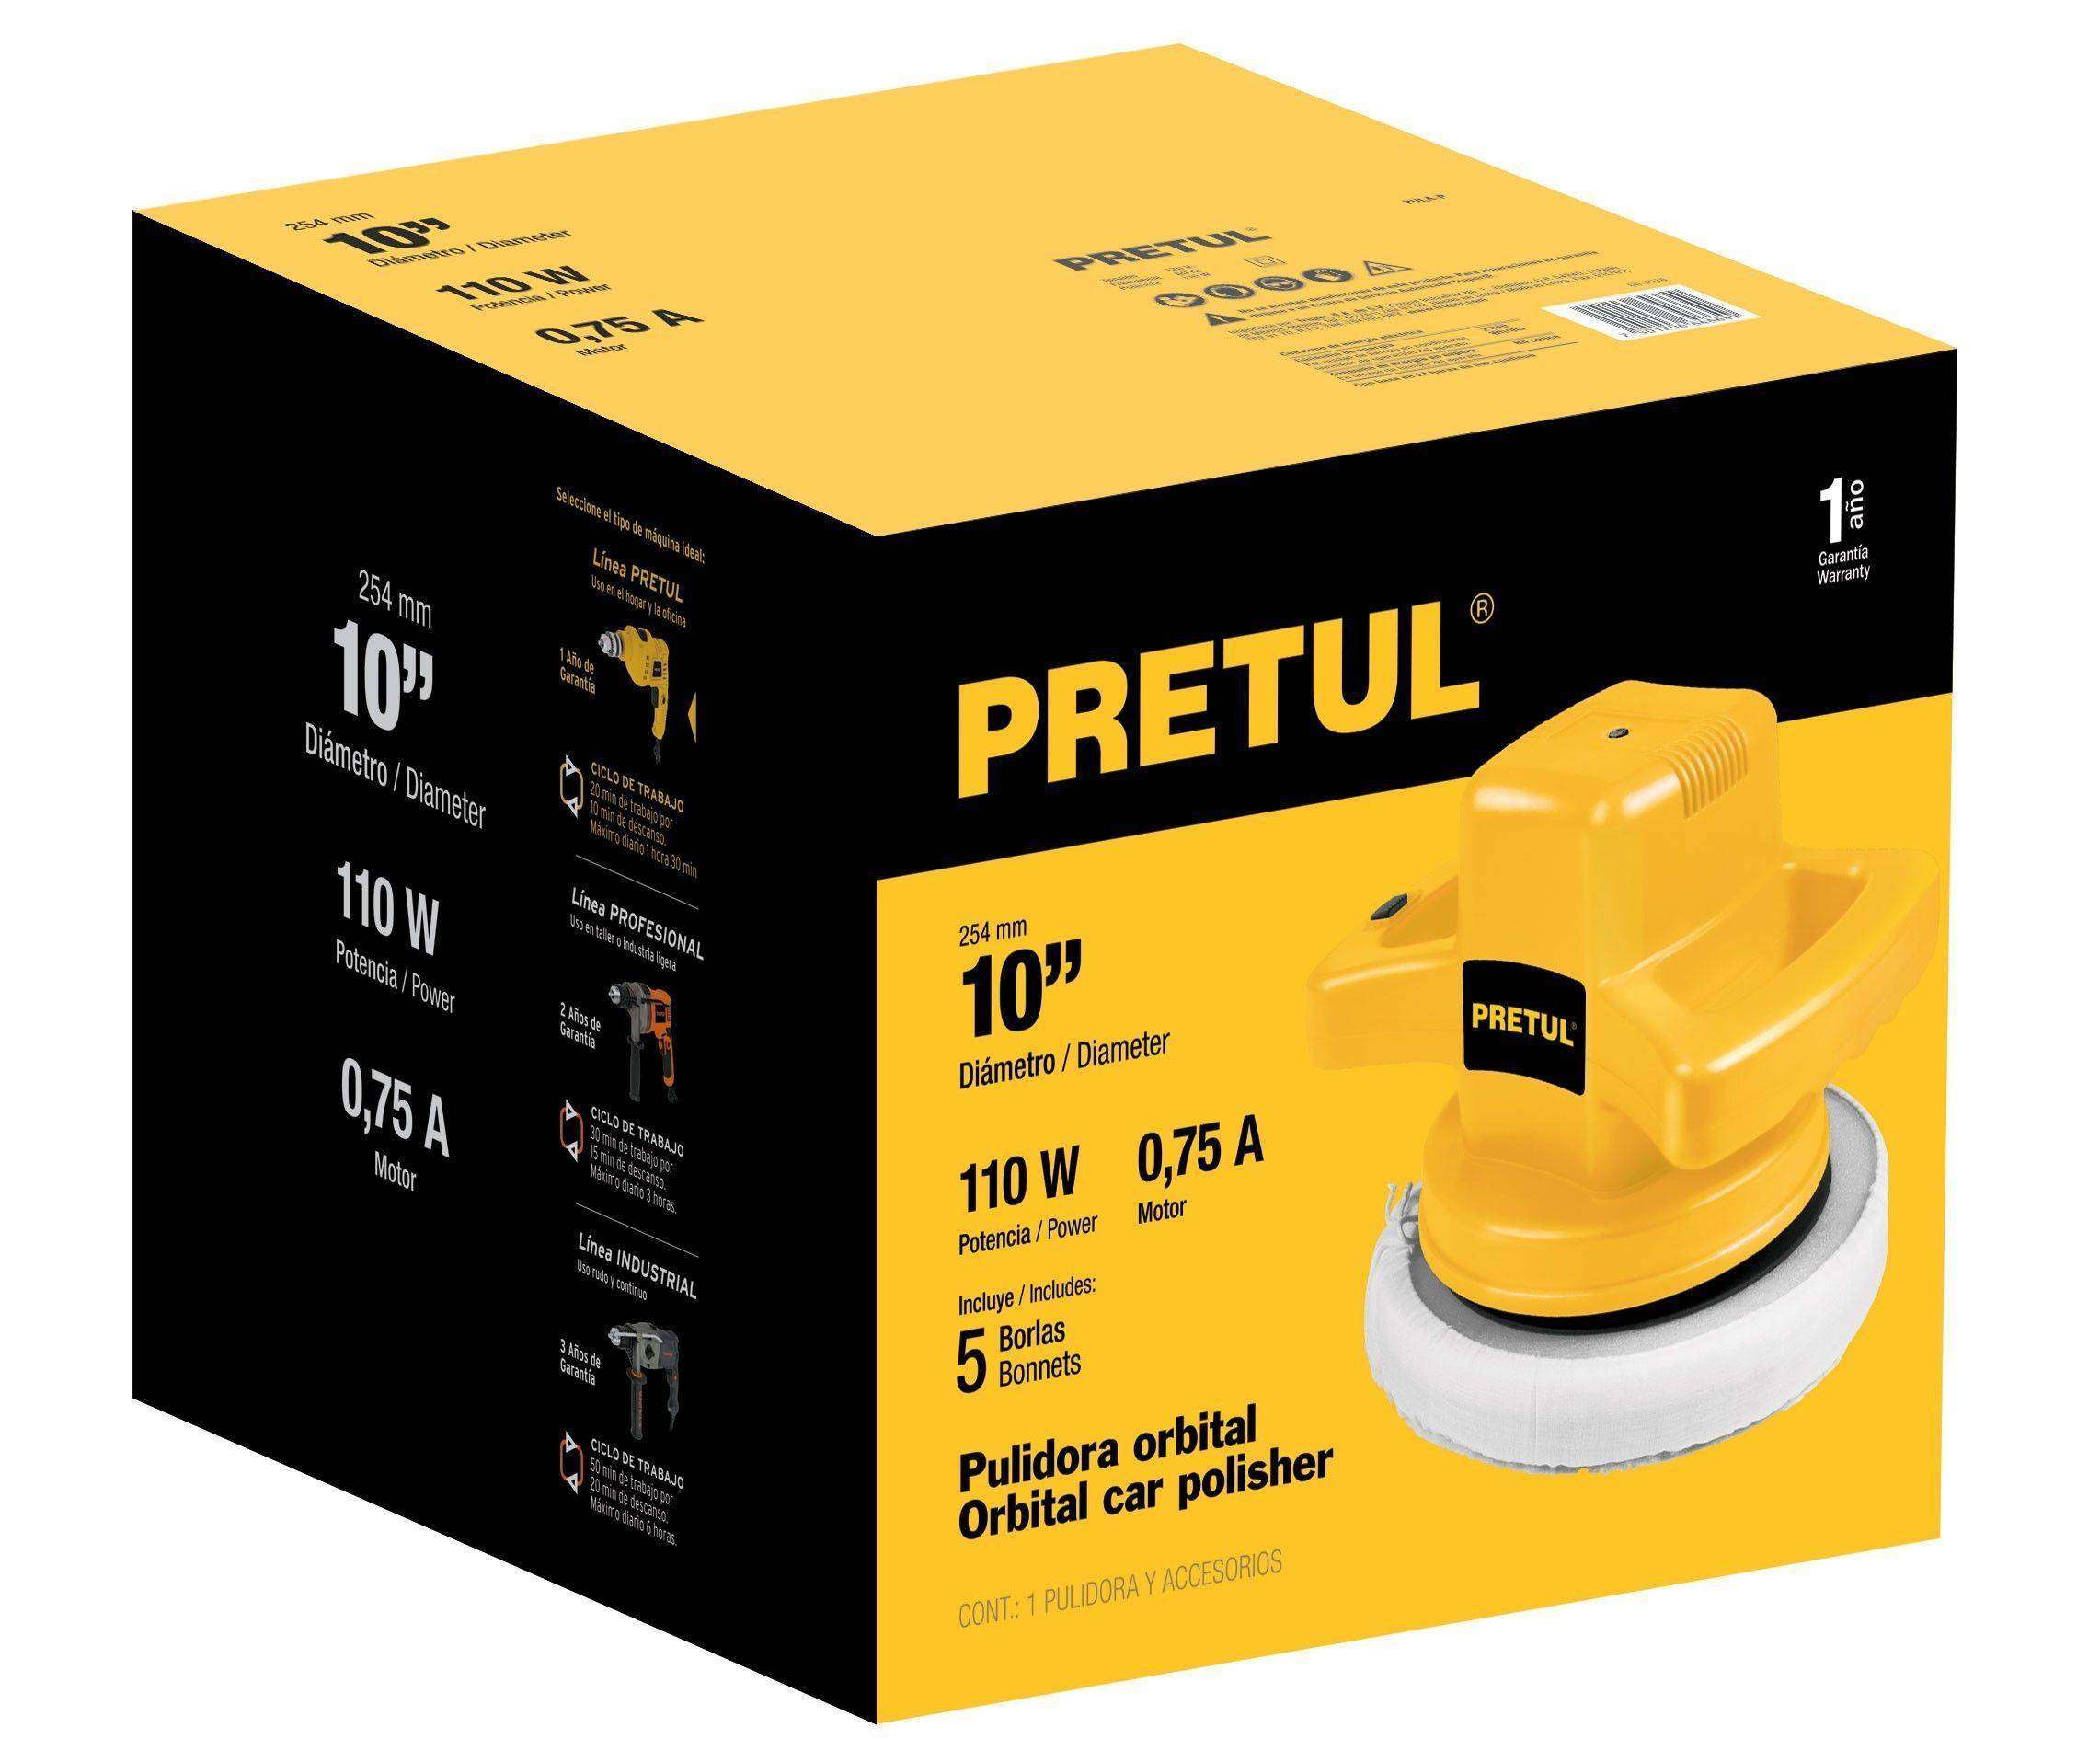 254 mm
10”
Diámetro / Diameter
110 W
Potencia / Power
0,75 A
Motor
PRETUL®
254 mm
10”
Diámetro / Diameter
110 W
Potencia / Power
0,75 A
Motor
Seleccione el tipo de máquina ideal:
Línea PRETUL
Uso en el hogar y la oficina
1 Año de
Garantía
CICLO DE TRABAJO
20 min de trabajo por
10 min de descanso.
Máximo diario 1 hora 30 min
Línea PROFESIONAL
Uso en taller o industria ligera
2 Años de
Garantía
CICLO DE TRABAJO
30 min de trabajo por
15 min de descanso.
Máximo diario 3 horas.
Línea INDUSTRIAL
Uso rudo y continuo
3 Años de
Garantía
CICLO DE TRABAJO
50 min de trabajo por
20 min de descanso.
Máximo diario 6 horas.
1 año
Garantía
Warranty
PRETUL®
254 mm
10”
Diámetro / Diameter
110 W
Potencia / Power
0,75 A
Motor
Incluye / Includes:
5 Borlas
Bonnets
Pulidora orbital
Orbital car polisher
CONT.: 1 PULIDORA Y ACCESORIOS
PRETUL®